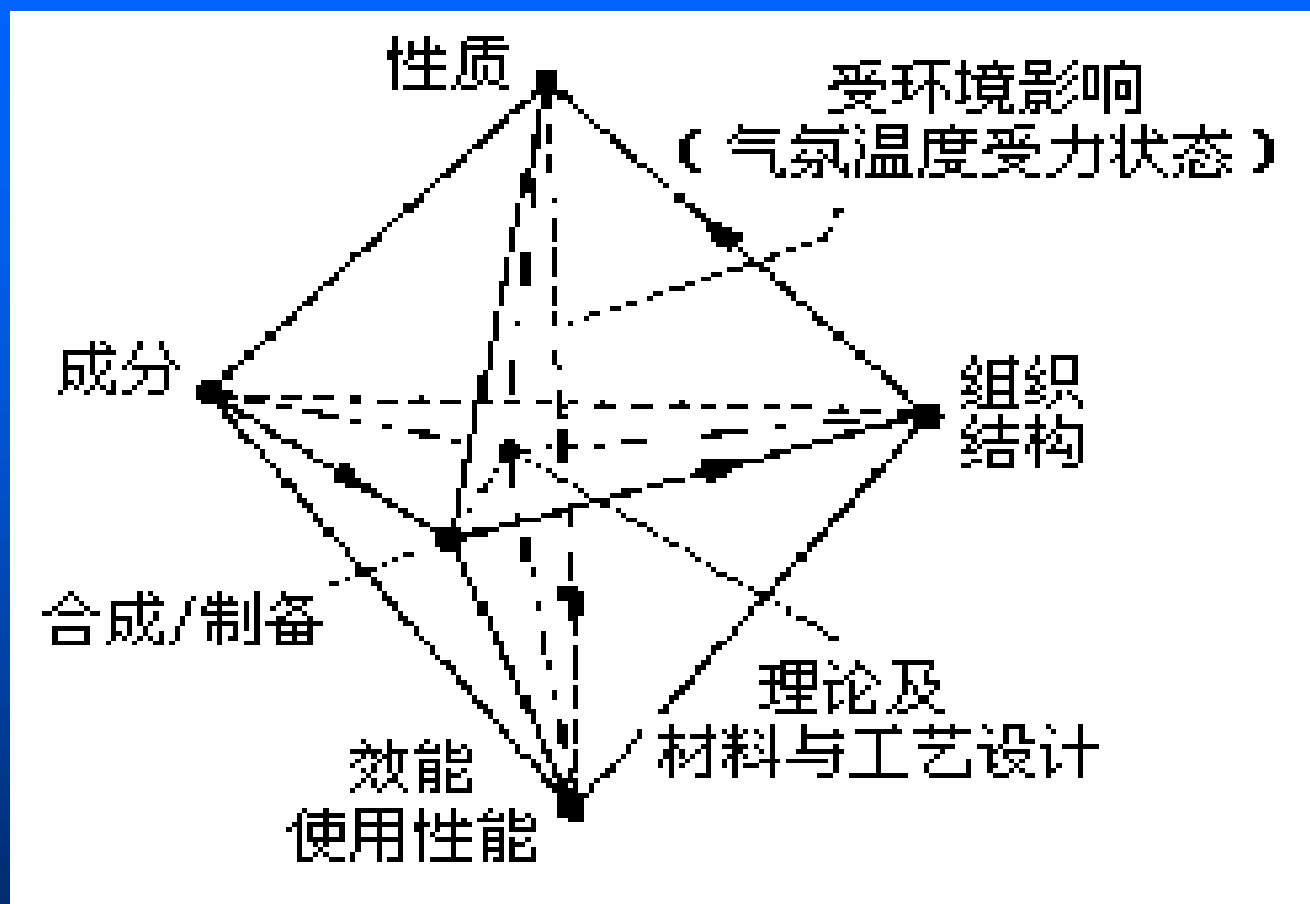 性质
受环境影响
（气氛温度受力状态）
成分
组织
结构
合成/制备
理论及
材料与工艺设计
效能
使用性能